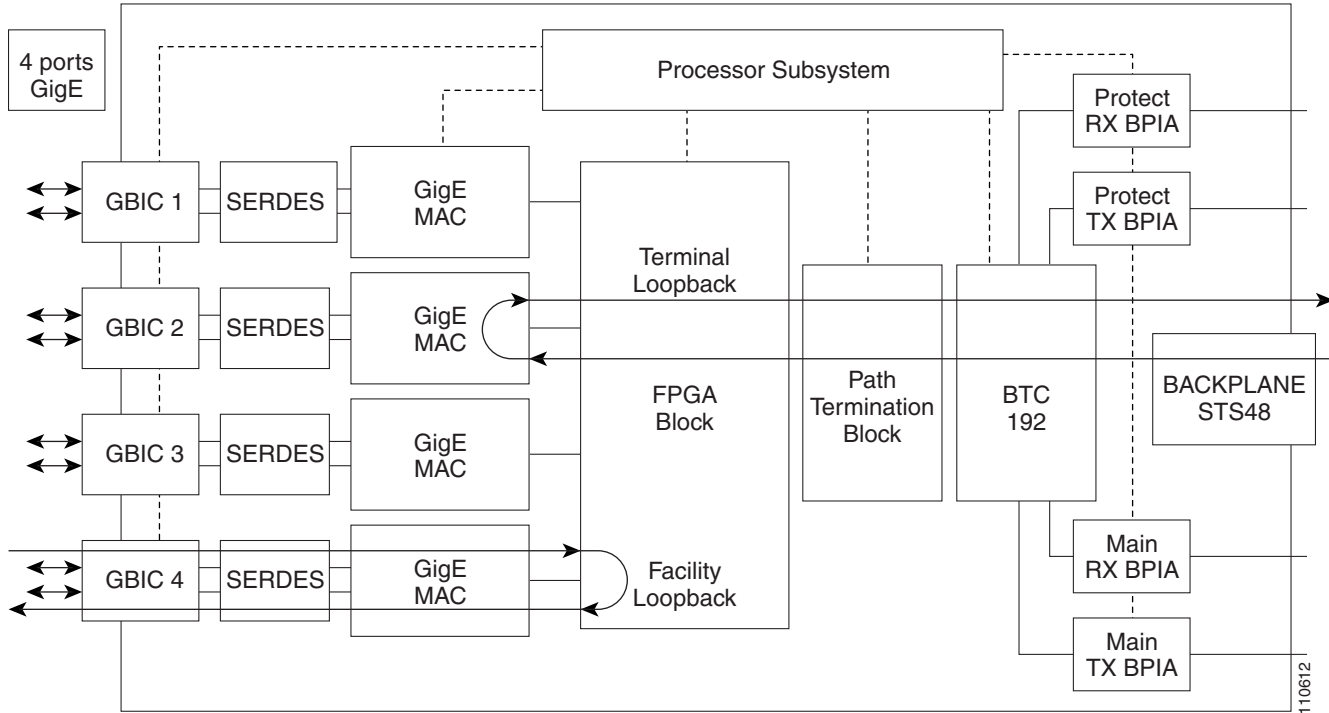 4 ports
GigE
Processor Subsystem
Protect
RX BPIA
Protect
TX BPIA
GBIC 1
SERDES
GigE
MAC
Terminal
Loopback
GBIC 2
SERDES
GigE
MAC
FPGA
Block
Path
Termination
Block
BTC
192
BACKPLANE
STS48
GBIC 3
SERDES
GigE
MAC
GBIC 4
SERDES
GigE
MAC
Facility
Loopback
Main
RX BPIA
Main
TX BPIA
110612